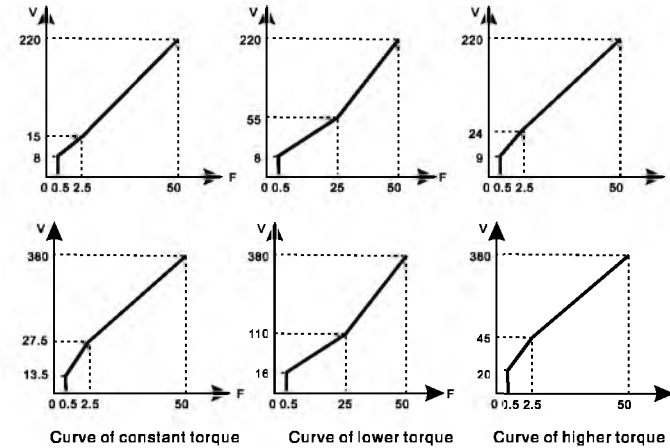 V V V
220 220 220
15 55 24
8 8 9
0 0.5 2.5 50 F 0 0.5 25 50 F 0 0.5 2.5 50
V V V
380 380 380
27.5 110 45
13.5 16 20
0 0.5 2.5 50 F 0 0.5 25 50 F 0 0.5 2.5 50
Curve of constant torque Curve of lower torque Curve of higher torque